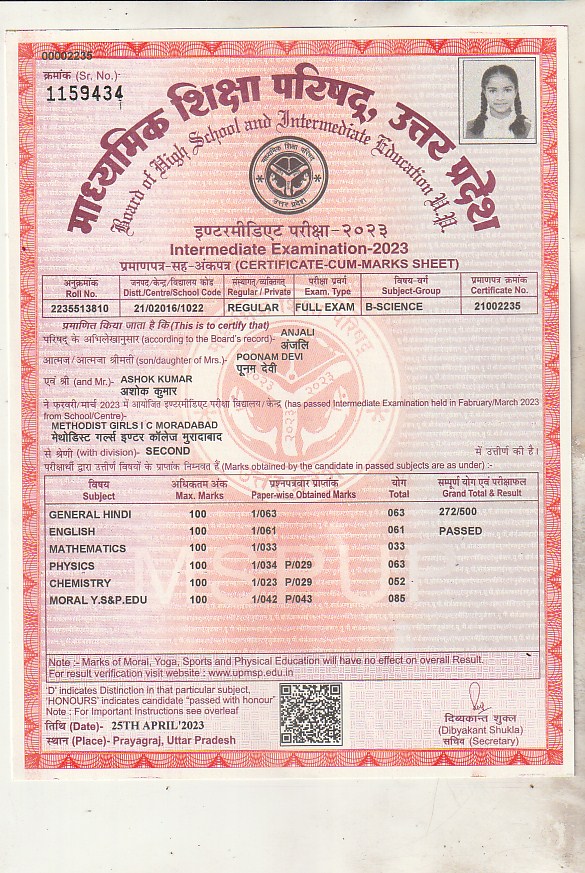 00002235
क्रमांक (Sr. No.)-
1159434
माध्यमिक शिक्षा परिषद्, उत्तर प्रदेश
Board of High School and Intermediate Education U.P.
माध्यमिक शिक्षा परिषद
उत्तर प्रदेश
इण्टरमीडिएट परीक्षा-२०२३
Intermediate Examination-2023
प्रमाणपत्र-सह-अंकपत्र (CERTIFICATE-CUM-MARKS SHEET)
अनुक्रमांक जनपद/केन्द्र/विद्यालय कोड संस्थागत/व्यक्तिगत परीक्षा प्रवर्ग विषय-वर्ग प्रमाणपत्र क्रमांक
Roll No. Distt./Centre/School Code Regular / Private Exam. Type Subject-Group Certificate No.
2235513810 21/02016/1022 REGULAR FULL EXAM B-SCIENCE 21002235
प्रमाणित किया जाता है कि(This is to certify that)
परिषद् के अभिलेखानुसार (according to the Board's record)- ANJALI
अंजलि
आत्मज / आत्मजा श्रीमती (son/daughter of Mrs.)- POONAM DEVI
पूनम देवी
एवं श्री (and Mr.)- ASHOK KUMAR
अशोक कुमार
ने फरवरी/मार्च 2023 में आयोजित इण्टरमीडिएट परीक्षा विद्यालय/केन्द्र (has passed Intermediate Examination held in Fabruary/March 2023
from School/Centre)-
METHODIST GIRLS I C MORADABAD
मेथोडिस्ट गर्ल्स इण्टर कॉलेज मुरादाबाद
से श्रेणी (with division)- SECOND में उत्तीर्ण की है।
परीक्षार्थी द्वारा उत्तीर्ण विषयों के प्राप्तांक निम्नवत हैं (Marks obtained by the candidate in passed subjects are as under) :-
विषय अधिकतम अंक प्रश्नपत्रवार प्राप्तांक योग सम्पूर्ण योग एवं परीक्षाफल
Subject Max. Marks Paper-wise Obtained Marks Total Grand Total & Result
GENERAL HINDI 100 1/063 063 272/500
ENGLISH 100 1/061 061 PASSED
MATHEMATICS 100 1/033 033
PHYSICS 100 1/034 P/029 063
CHEMISTRY 100 1/023 P/029 052
MORAL Y.S&P.EDU 100 1/042 P/043 085
MSPUP
Note :- Marks of Moral, Yoga, Sports and Physical Education will have no effect on overall Result.
For result verification visit website : www.upmsp.edu.in
'D' indicates Distinction in that particular subject,
'HONOURS' indicates candidate "passed with honour"
Note : For Important Instructions see overleaf
तिथि (Date)- 25TH APRIL'2023
स्थान (Place)- Prayagraj, Uttar Pradesh
दिब्यकान्त शुक्ल
(Dibyakant Shukla)
सचिव (Secretary)